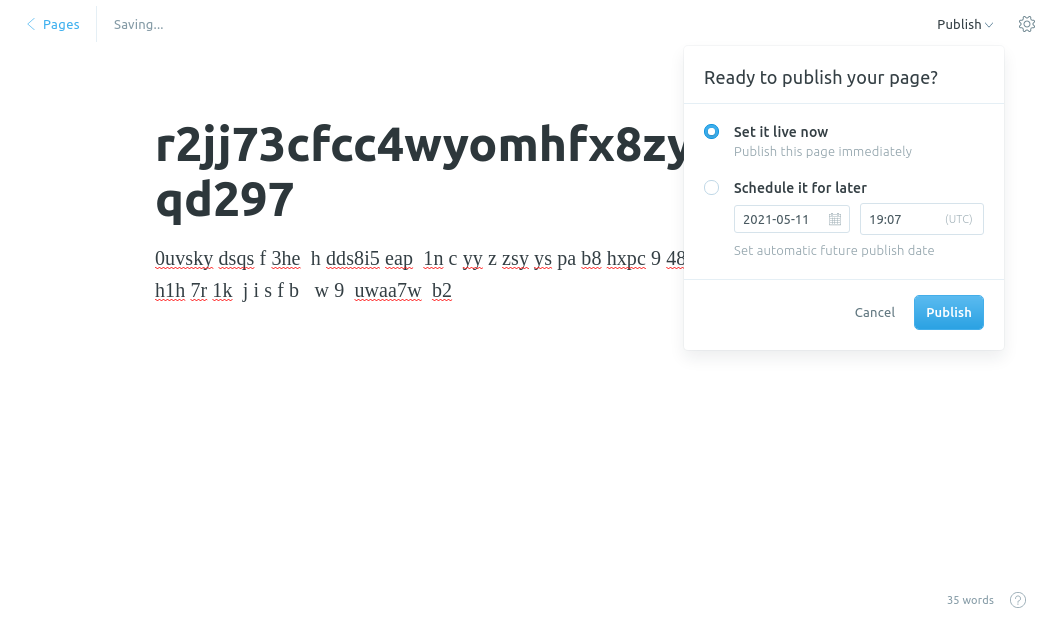 Pages
Saving...
Publish
Ready to publish your page?
Set it live now
Publish this page immediately
Schedule it for later
2021-05-11
19:07
(UTC)
Set automatic future publish date
Cancel
Publish
r2jj73cfcc4wyomhfx8zy
qd297
0uvsky dsqs f 3he h dds8i5 eap 1n c yy z zsy ys pa b8 hxpc 9 48
h1h 7r 1k j i s f b w 9 uwaa7w b2
35 words
?